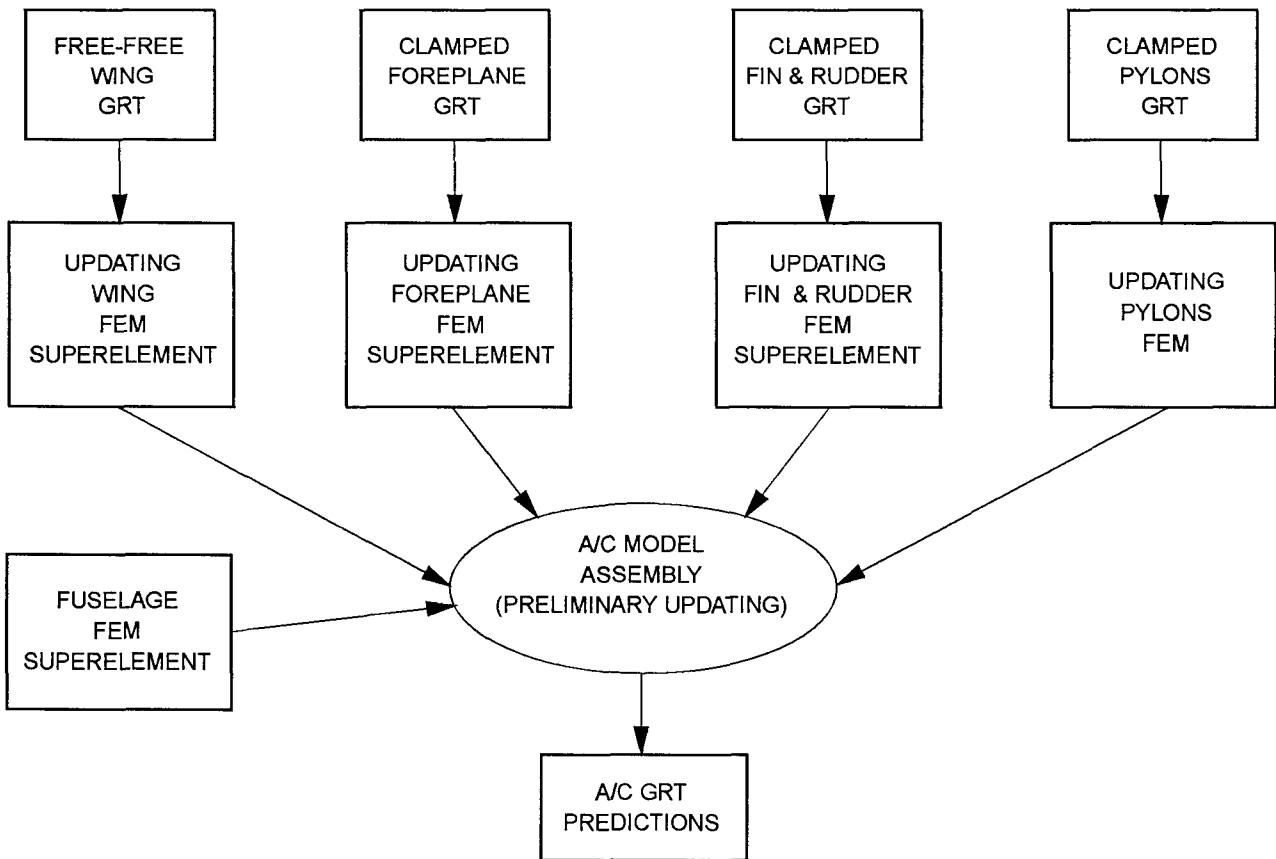 FREE-FREE
WING
GRT
CLAMPED
FOREPLANE
GRT
CLAMPED
FIN & RUDDER
GRT
CLAMPED
PYLONS
GRT
UPDATING
WING
FEM
SUPERELEMENT
UPDATING
FOREPLANE
FEM
SUPERELEMENT
UPDATING
FIN & RUDDER
FEM
SUPERELEMENT
UPDATING
PYLONS
FEM
A/C MODEL
ASSEMBLY
(PRELIMINARY UPDATING)
FUSELAGE
FEM
SUPERELEMENT
A/C GRT
PREDICTIONS